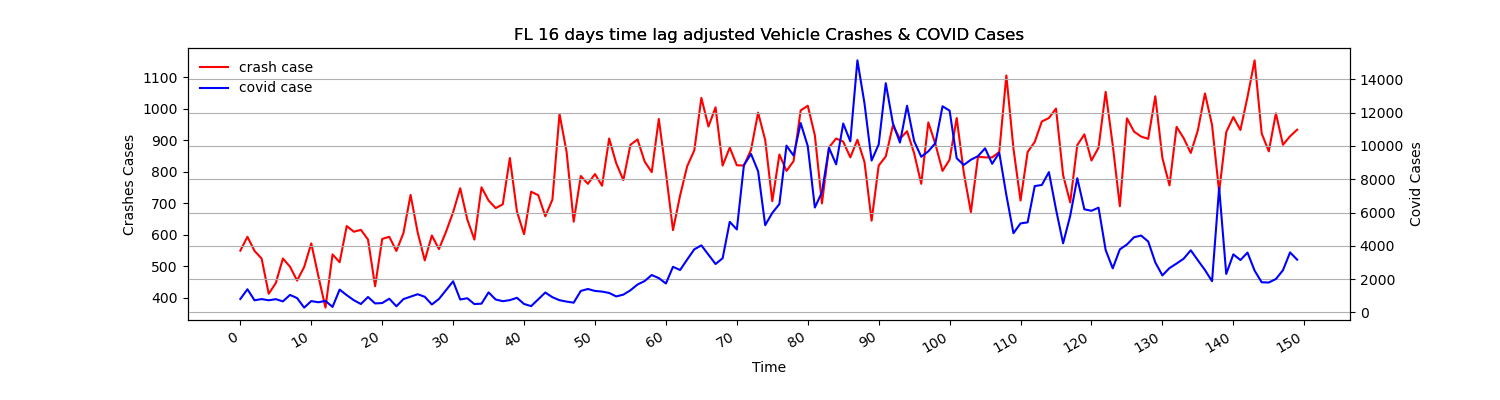 FL 16 days time lag adjusted Vehicle Crashes & COVID Cases
crash case
covid case
Crashes Cases
1100
1000
900
800
700
600
500
400
14000
12000
10000
8000
6000
4000
2000
0
Covid Cases
0 10 20 30 40 50 60 70 80 90 100 110 120 130 140 150
Time